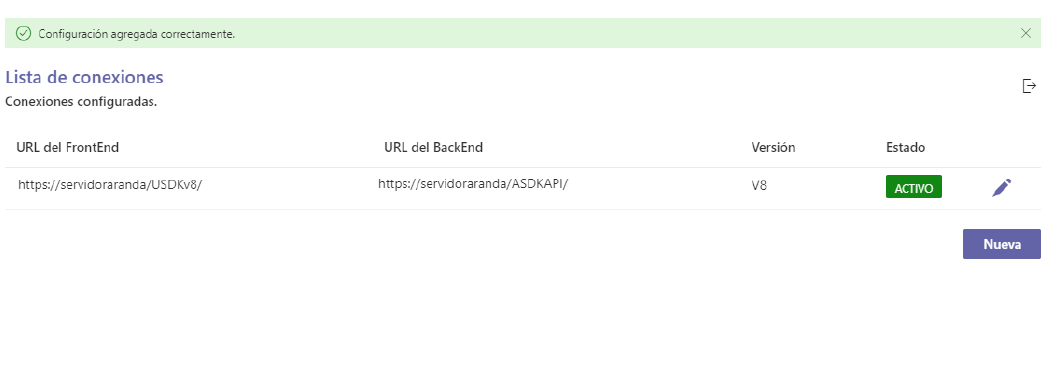 Configuración agregada correctamente.
Lista de conexiones
Conexiones configuradas.
URL del FrontEnd URL del BackEnd Versión Estado
https://servidoraranda/USDKv8/ https://servidoraranda/ASDKAPI/ V8 ACTIVO
Nueva